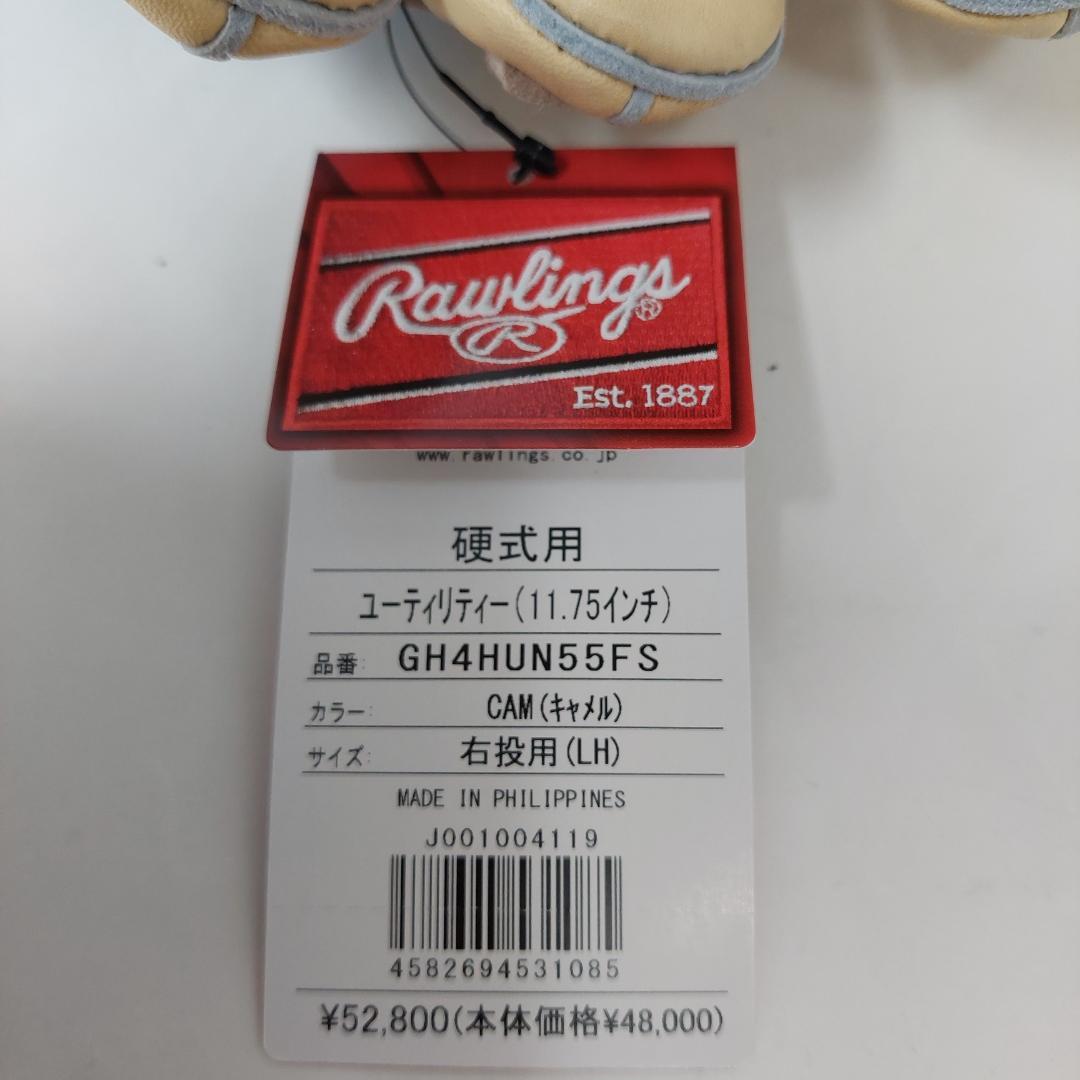 Rawlings®
R
Est. 1887
www.rawlings.co.jp
硬式用
ユーティリティー(11.75インチ)
品番: GH4HUN55FS
カラー: CAM(キャメル)
サイズ: 右投用(LH)
MADE IN PHILIPPINES
J001004119
4582694531085
¥52,800(本体価格¥48,000)